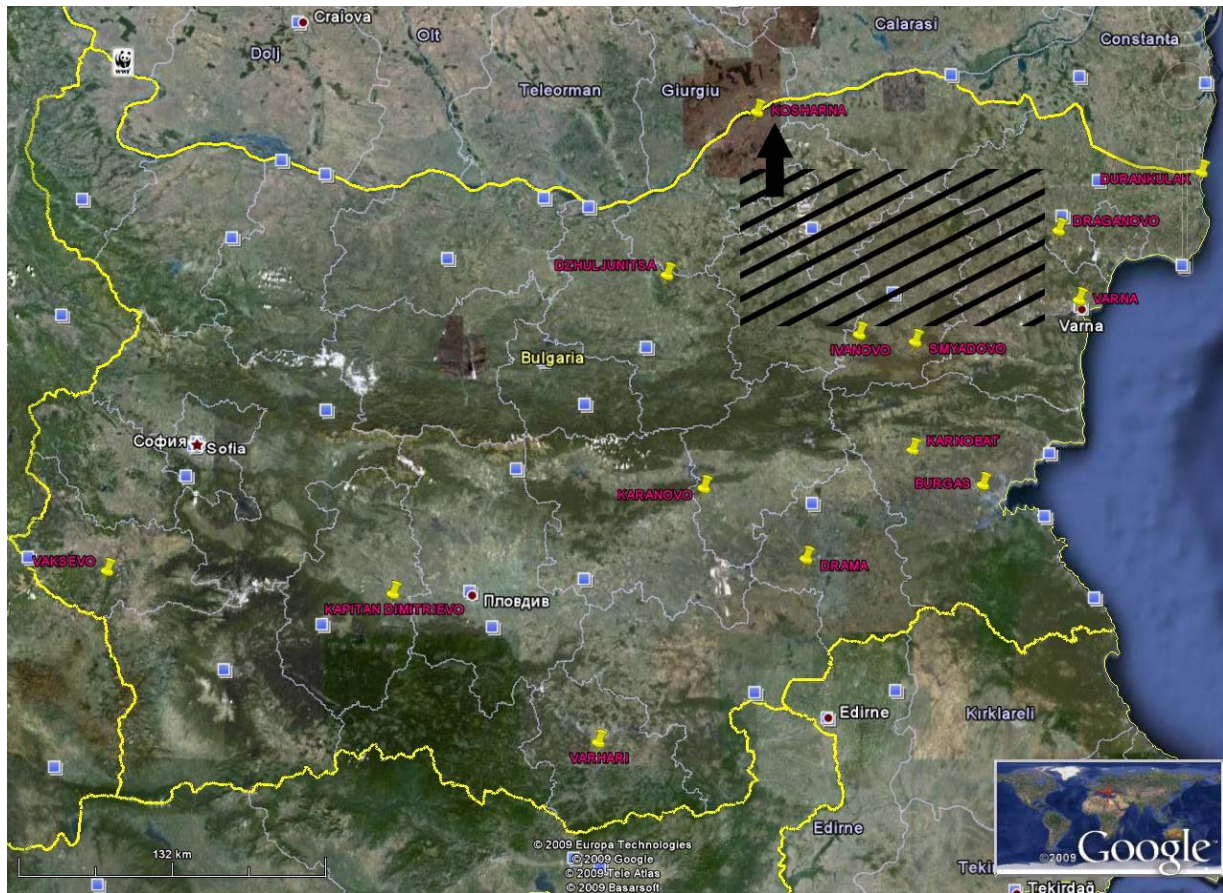 Craiova
Olt
Calarasi
Constanta
Dolj
WWF
Teleorman
Giurgiu
KOSHARNA
DURANKULAK
DRAGANOVO
DZHULJUNITSA
VARNA
Varna
IVANOVO
SMYADOVO
Bulgaria
София
Sofia
KARNOBAT
BURGAS
KARANOVO
VAKSEVO
DRAMA
KAPITAN DIMITRIEVO
Пловдив
Edirne
Kırklareli
VARHARI
Edirne
132 km
© 2009 Europa Technologies
© 2009 Google
© 2009 Tele Atlas
© 2009 Basarsoft
©2009 Google
Tekirdağ